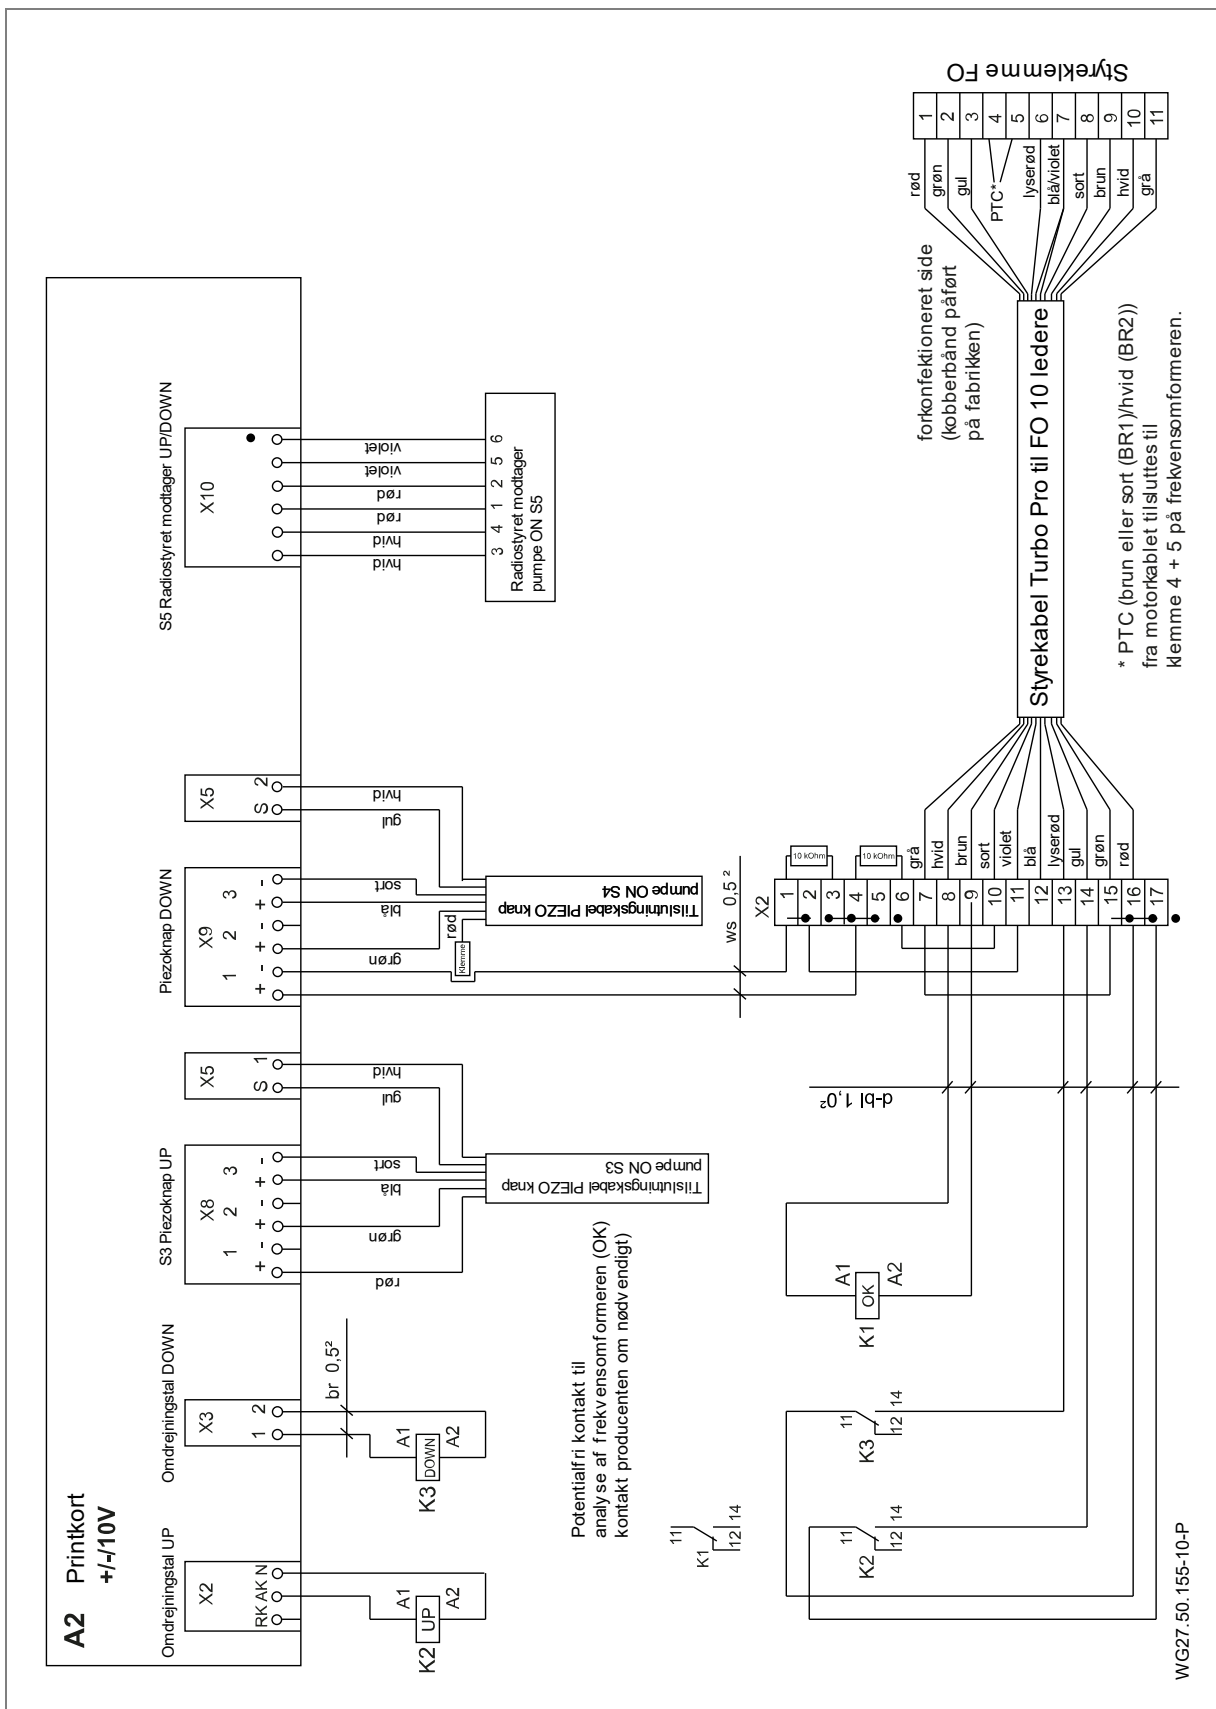 A2 Printkort
+/-/10V
Omdrejningstal UP
X2
RK AK N
K2 UP A1 A2
Omdrejningstal DOWN
X3
1 2
br 0,5²
K3 DOWN A1 A2
S3 Piezoknap UP
X8
1 2 3
+ - + - + -
rød
grøn
blå
sort
X5
S 1
gul
hvid
Tilslutningskabel PIEZO knap
pumpe ON S3
Piezoknap DOWN
X9
1 2 3
+ - + - + -
grøn
rød
Klemme
blå
sort
X5
S 2
gul
hvid
Tilslutningskabel PIEZO knap
pumpe ON S4
S5 Radiostyret modtager UP/DOWN
X10
hvid
hvid
rød
rød
violet
violet
3 4 1 2 5 6
Radiostyret modtager
pumpe ON S5
Potentialfri kontakt til
analyse af frekvensomformeren (OK)
kontakt producenten om nødvendigt)
K1 11 12 14
K2 11 12 14
K3 11 12 14
K1 OK A1 A2
d-bl 1,0²
ws 0,5²
X2
1
2
3
4
5
6
7
8
9
10
11
12
13
14
15
16
17
10 kOhm
10 kOhm
grå
hvid
brun
sort
violet
blå
lyserød
gul
grøn
rød
Styrekabel Turbo Pro til FO 10 ledere
forkonfektioneret side
(kobberbånd påført
på fabrikken)
rød
grøn
gul
PTC*
lyserød
blå/violet
sort
brun
hvid
grå
1
2
3
4
5
6
7
8
9
10
11
Styreklemme FO
* PTC (brun eller sort (BR1)/hvid (BR2))
fra motorkablet tilsluttes til
klemme 4 + 5 på frekvensomformeren.
WG27.50.155-10-P